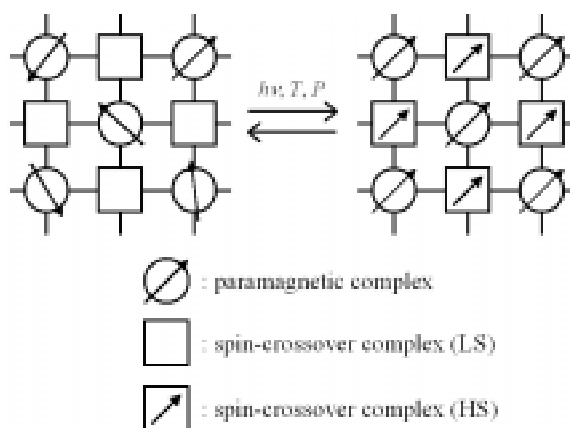 hν, T, P
: paramagnetic complex
: spin-crossover complex (LS)
: spin-crossover complex (HS)